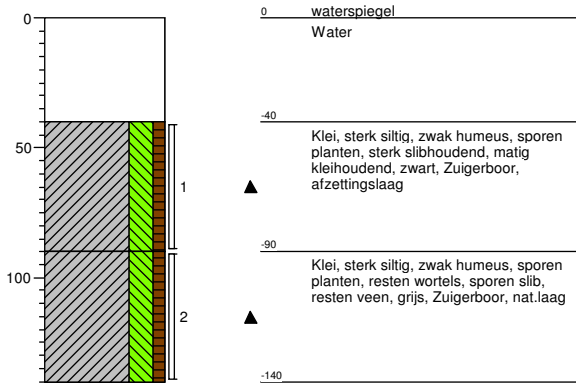 0
50
100
1
2
0
waterspiegel
Water
-40
Klei, sterk siltig, zwak humeus, sporen
planten, sterk slibhoudend, matig
kleihoudend, zwart, Zuigerboor,
afzettingslaag
-90
Klei, sterk siltig, zwak humeus, sporen
planten, resten wortels, sporen slib,
resten veen, grijs, Zuigerboor, nat.laag
-140